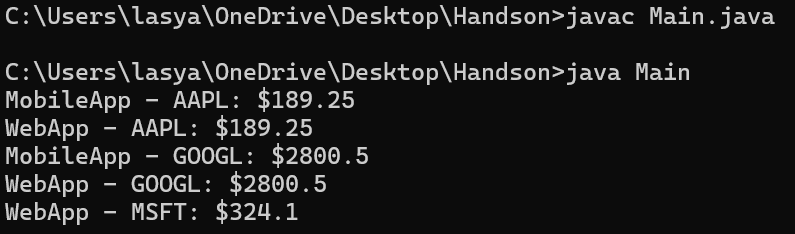 C:\Users\lasya\OneDrive\Desktop\Handson>javac Main.java
C:\Users\lasya\OneDrive\Desktop\Handson>java Main
MobileApp - AAPL: $189.25
WebApp - AAPL: $189.25
MobileApp - GOOGL: $2800.5
WebApp - GOOGL: $2800.5
WebApp - MSFT: $324.1